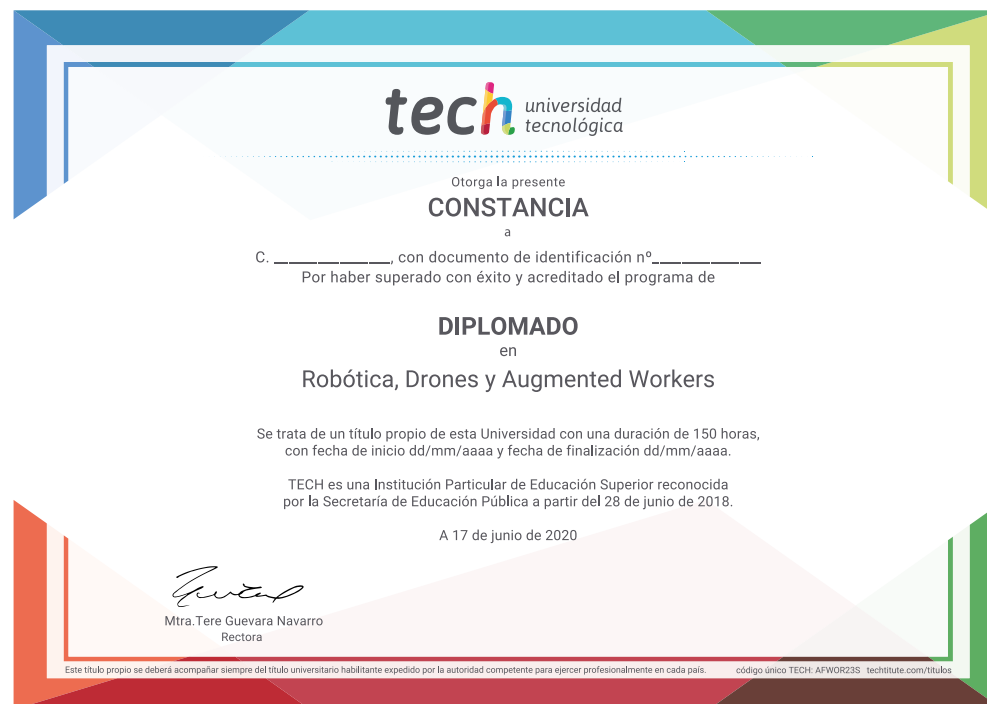 tech universidad
tecnológica
Otorga la presente
CONSTANCIA
a
C. ______________, con documento de identificación nº_____________
Por haber superado con éxito y acreditado el programa de
DIPLOMADO
en
Robótica, Drones y Augmented Workers
Se trata de un título propio de esta Universidad con una duración de 150 horas,
con fecha de inicio dd/mm/aaaa y fecha de finalización dd/mm/aaaa.
TECH es una Institución Particular de Educación Superior reconocida
por la Secretaría de Educación Pública a partir del 28 de junio de 2018.
A 17 de junio de 2020
Mtra.Tere Guevara Navarro
Rectora
Este título propio se deberá acompañar siempre del título universitario habilitante expedido por la autoridad competente para ejercer profesionalmente en cada país. código único TECH: AFWOR23S techtitute.com/titulos